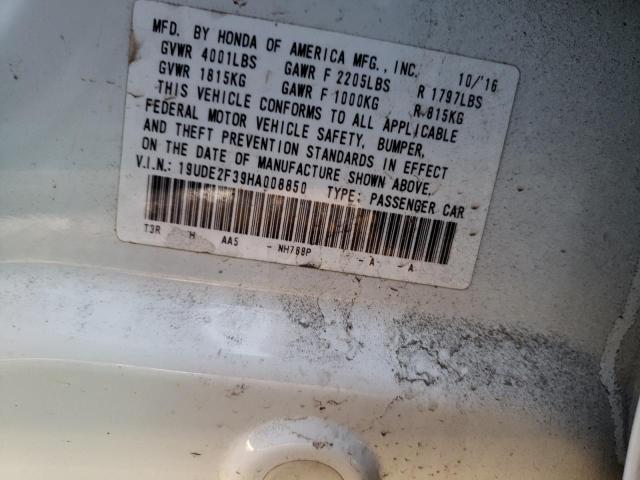 MFD. BY HONDA OF AMERICA MFG., INC. 10/'16
GVWR 4001LBS GAWR F 2205LBS R 1797LBS
GVWR 1815KG GAWR F 1000KG R 815KG
THIS VEHICLE CONFORMS TO ALL APPLICABLE
FEDERAL MOTOR VEHICLE SAFETY, BUMPER,
AND THEFT PREVENTION STANDARDS IN EFFECT
ON THE DATE OF MANUFACTURE SHOWN ABOVE.
V.I.N.: 19UDE2F39HA008850 TYPE: PASSENGER CAR
T3R H AA5 - NH788P - A - A